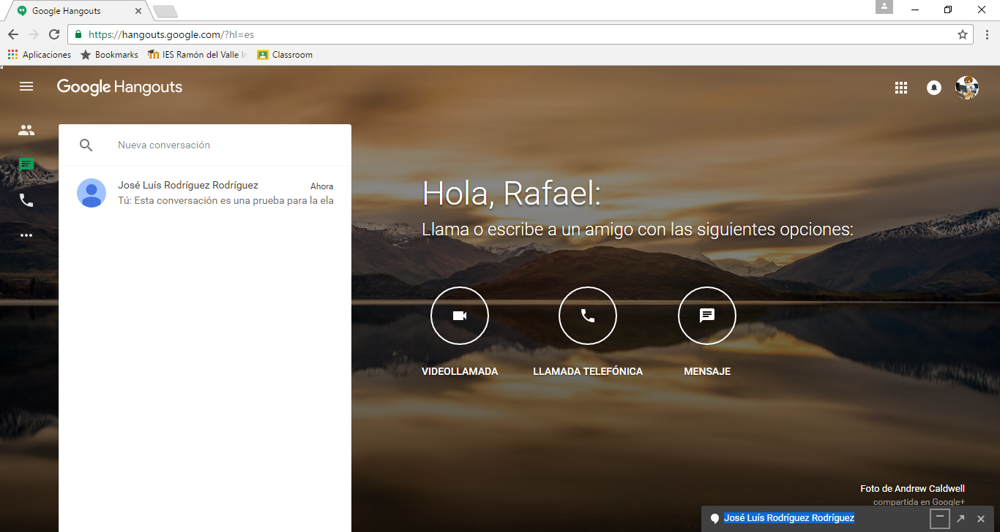 Google Hangouts
https://hangouts.google.com/?hl=es
Aplicaciones
Bookmarks
IES Ramón del Valle In
Classroom
Google Hangouts
Nueva conversación
José Luís Rodríguez Rodríguez
Ahora
Tú: Esta conversación es una prueba para la ela
Hola, Rafael:
Llama o escribe a un amigo con las siguientes opciones:
VIDEOLLAMADA
LLAMADA TELEFÓNICA
MENSAJE
Foto de Andrew Caldwell
compartida en Google+
José Luís Rodríguez Rodríguez